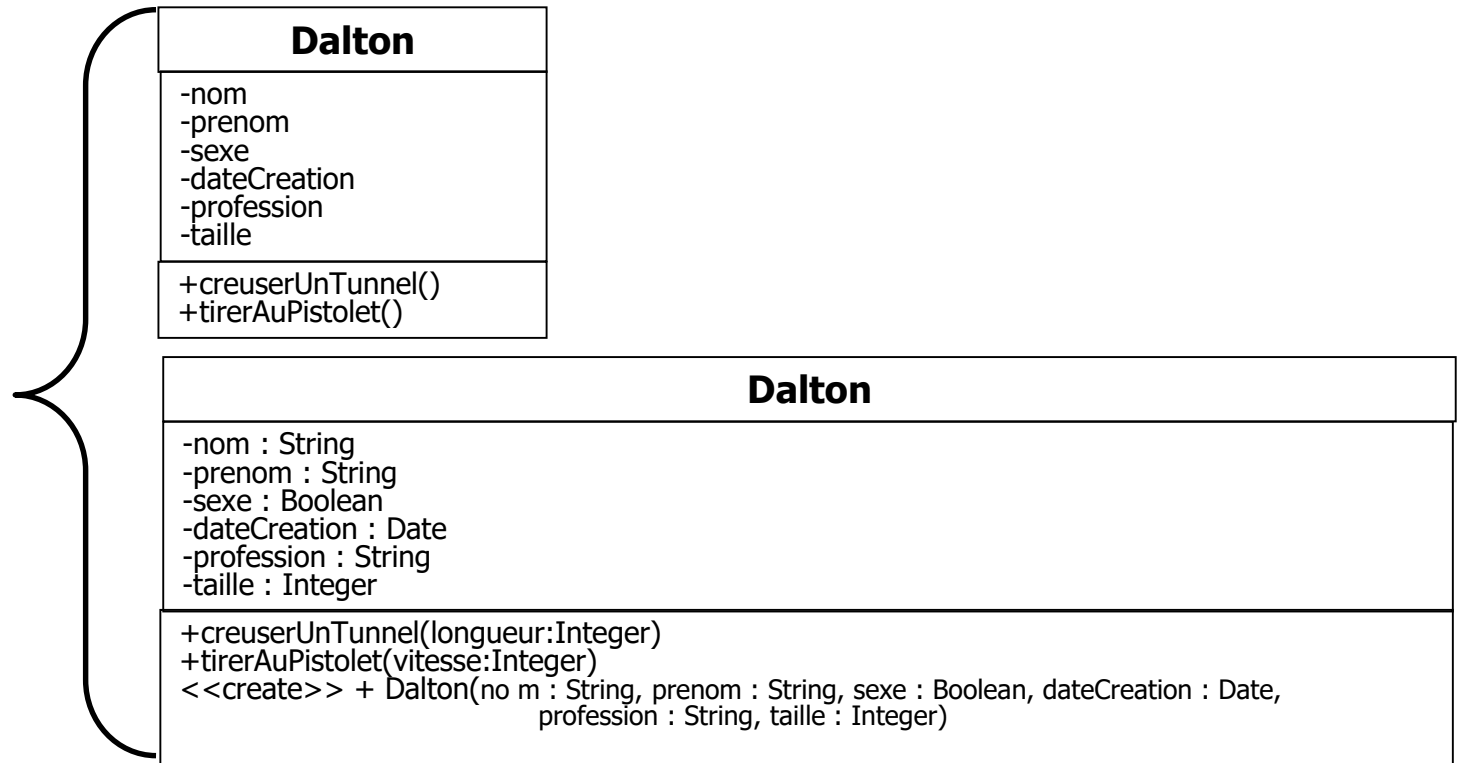 Dalton
-nom
-prenom
-sexe
-dateCreation
-profession
-taille
+creuserUnTunnel()
+tirerAuPistolet()
Dalton
-nom : String
-prenom : String
-sexe : Boolean
-dateCreation : Date
-profession : String
-taille : Integer
+creuserUnTunnel(longueur:Integer)
+tirerAuPistolet(vitesse:Integer)
<<create>> + Dalton(no m : String, prenom : String, sexe : Boolean, dateCreation : Date,
profession : String, taille : Integer)